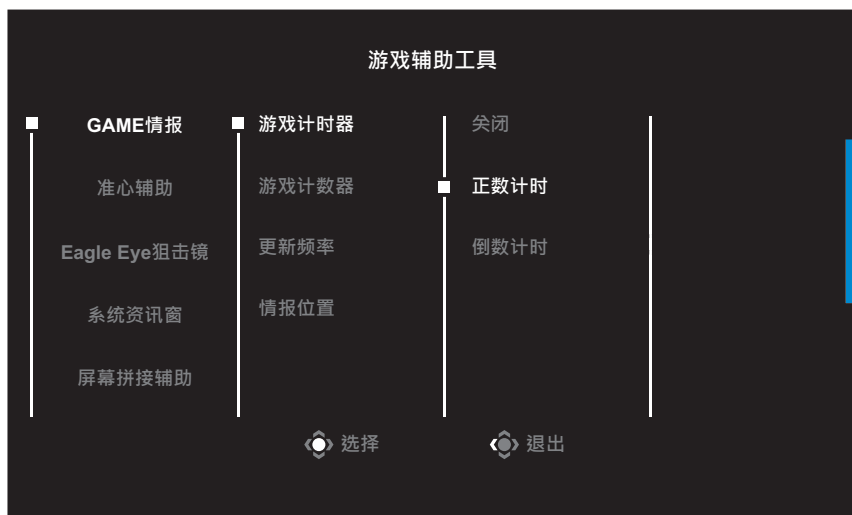 游戏辅助工具
GAME情报
游戏计时器
关闭
准心辅助
游戏计数器
正数计时
Eagle Eye狙击镜
更新频率
倒数计时
系统资讯窗
情报位置
屏幕拼接辅助
选择
退出